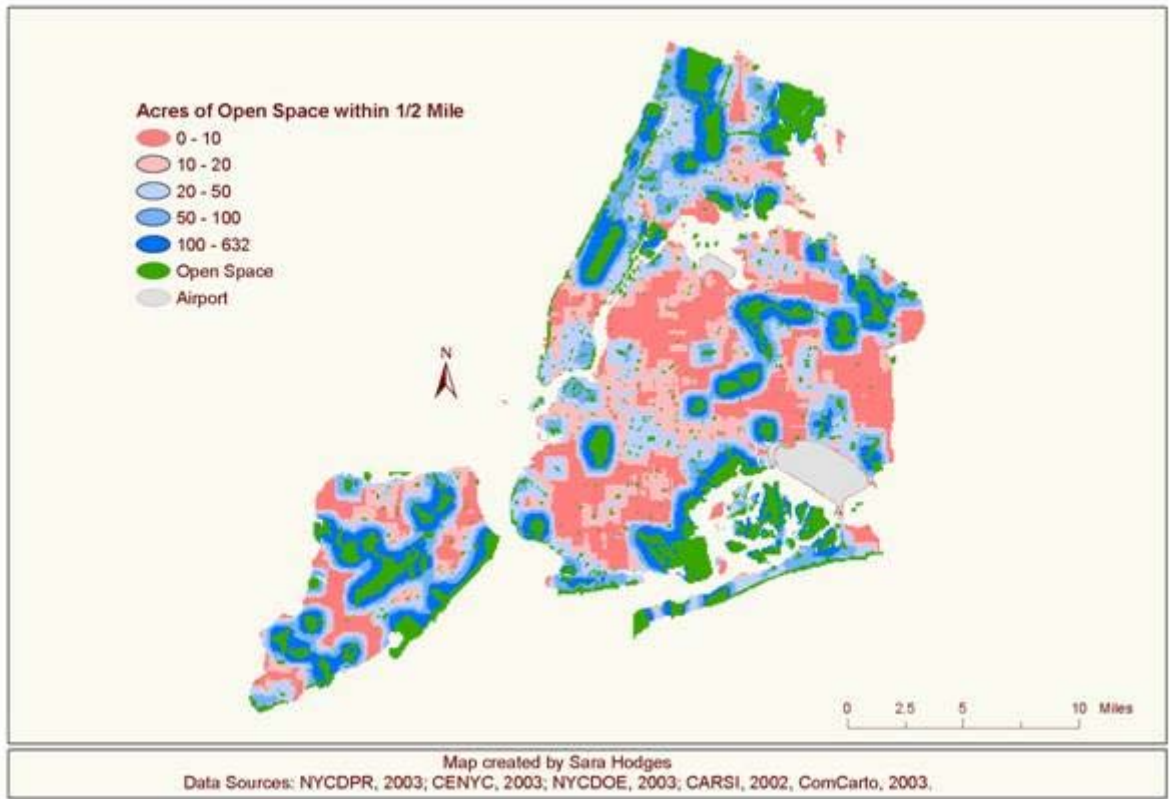 Acres of Open Space within 1/2 Mile
0 - 10
10 - 20
20 - 50
50 - 100
100 - 632
Open Space
Airport
N
0 2.5 5 10 Miles
Map created by Sara Hodges
Data Sources: NYCDPR, 2003; CENYC, 2003; NYCDOE, 2003; CARSI, 2002, ComCarto, 2003.